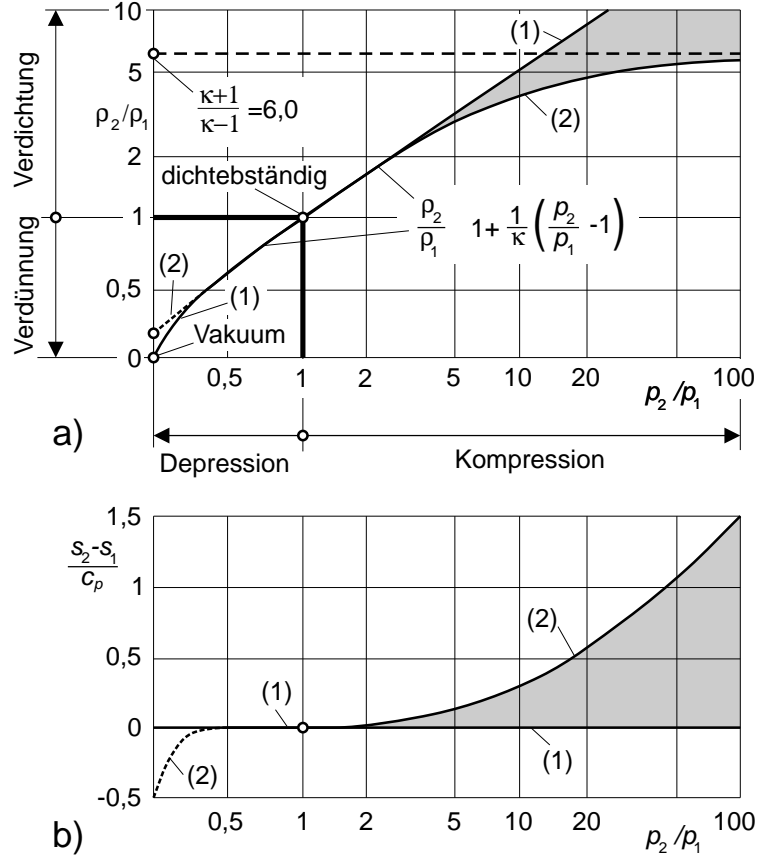 Verdichtung
Verdünnung
10
5
2
1
0,5
0
ρ2/ρ1
κ+1
κ−1
=6,0
(1)
(2)
dichtebständig
ρ2
ρ1
1+ 1/κ ( p2/p1 -1)
(2)
(1)
Vakuum
0,5 1 2 5 10 20 100
p2/p1
a)
Depression
Kompression
1,5
1
0,5
0
-0,5
s2-s1
cp
(2)
(1)
(1)
(2)
0,5 1 2 5 10 20 100
p2/p1
b)